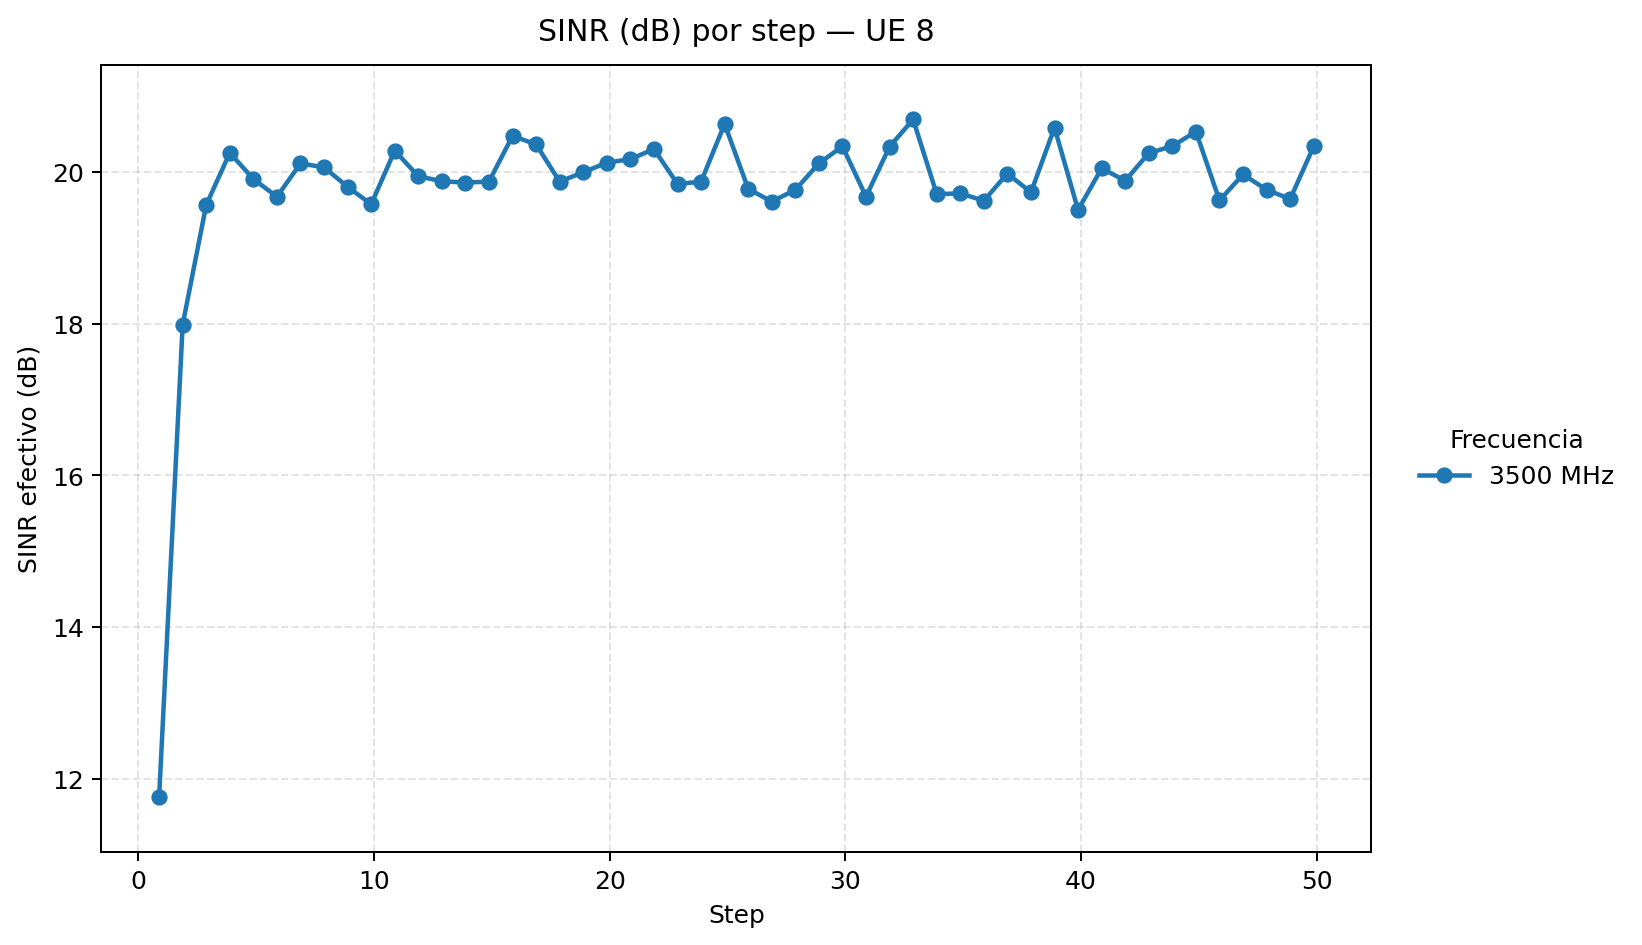 SINR (dB) por step — UE 8
SINR efectivo (dB)
20
18
16
14
12
0 10 20 30 40 50
Step
Frecuencia
3500 MHz